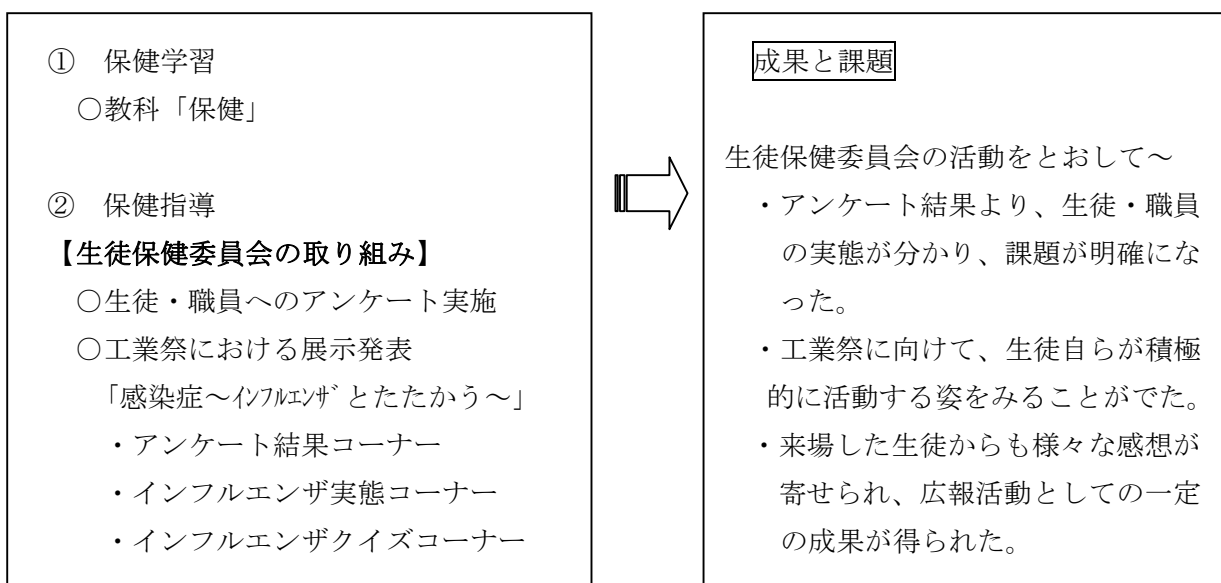 ① 保健学習
○教科「保健」
② 保健指導
【生徒保健委員会の取り組み】
○生徒・職員へのアンケート実施
○工業祭における展示発表
「感染症～ｲﾝﾌﾙｴﾝｻﾞとたたかう～」
・アンケート結果コーナー
・インフルエンザ実態コーナー
・インフルエンザクイズコーナー
成果と課題
生徒保健委員会の活動をとおして～
・アンケート結果より、生徒・職員
の実態が分かり、課題が明確にな
った。
・工業祭に向けて、生徒自らが積極
的に活動する姿をみることがでた。
・来場した生徒からも様々な感想が
寄せられ、広報活動としての一定
の成果が得られた。